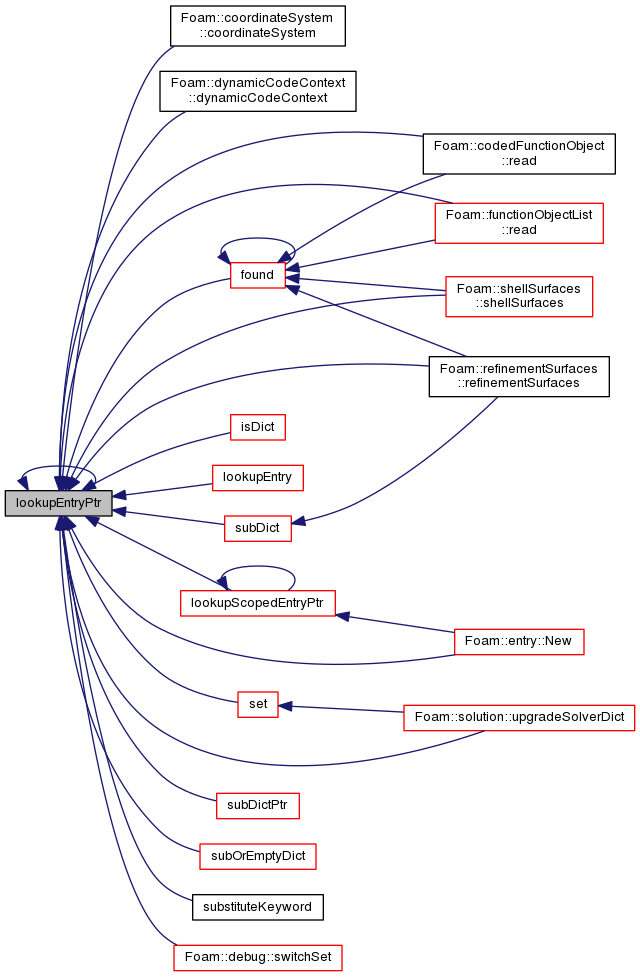 Foam::coordinateSystem
::coordinateSystem
Foam::dynamicCodeContext
::dynamicCodeContext
Foam::codedFunctionObject
::read
Foam::functionObjectList
::read
found
Foam::shellSurfaces
::shellSurfaces
Foam::refinementSurfaces
::refinementSurfaces
isDict
lookupEntry
lookupEntryPtr
subDict
lookupScopedEntryPtr
Foam::entry::New
set
Foam::solution::upgradeSolverDict
subDictPtr
subOrEmptyDict
substituteKeyword
Foam::debug::switchSet